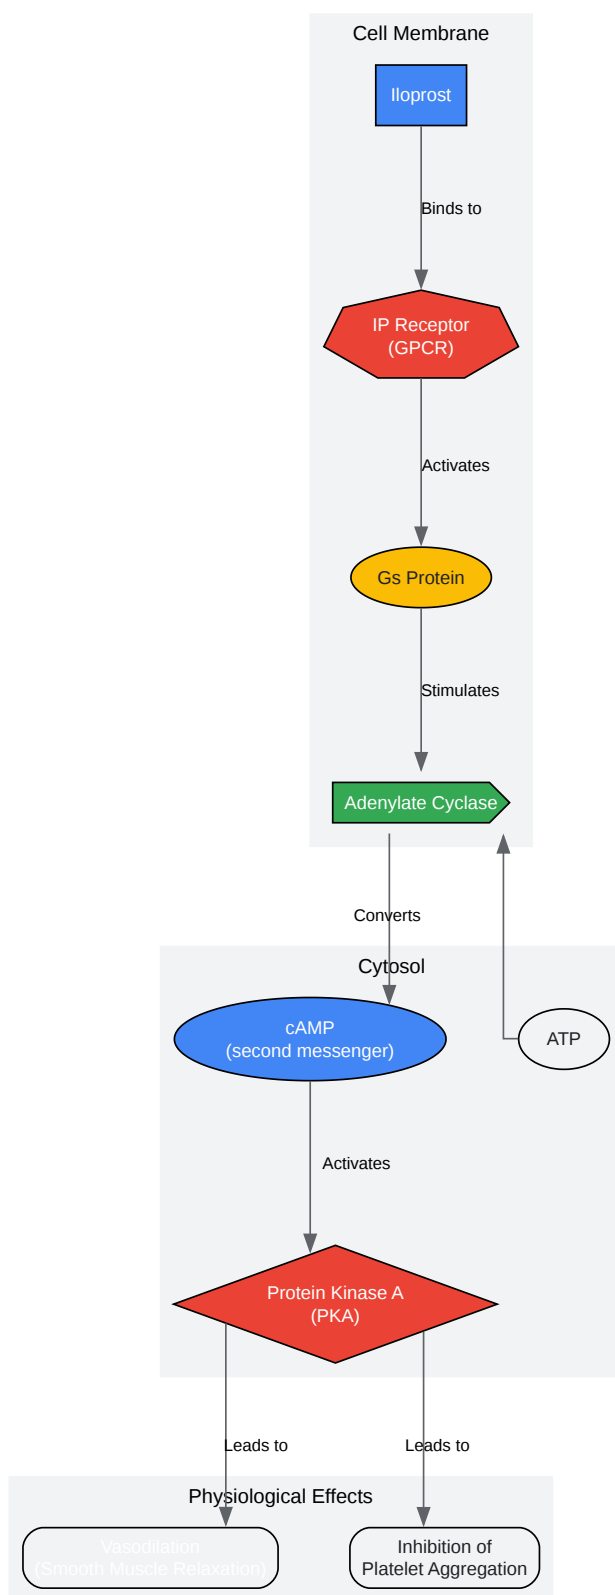 Cell Membrane
Iloprost
Binds to
IP Receptor
(GPCR)
Activates
Gs Protein
Stimulates
Adenylate Cyclase
Converts
Cytosol
cAMP
(second messenger)
ATP
Activates
Protein Kinase A
(PKA)
Leads to
Leads to
Physiological Effects
Vasodilation
(Smooth Muscle Relaxation)
Inhibition of
Platelet Aggregation